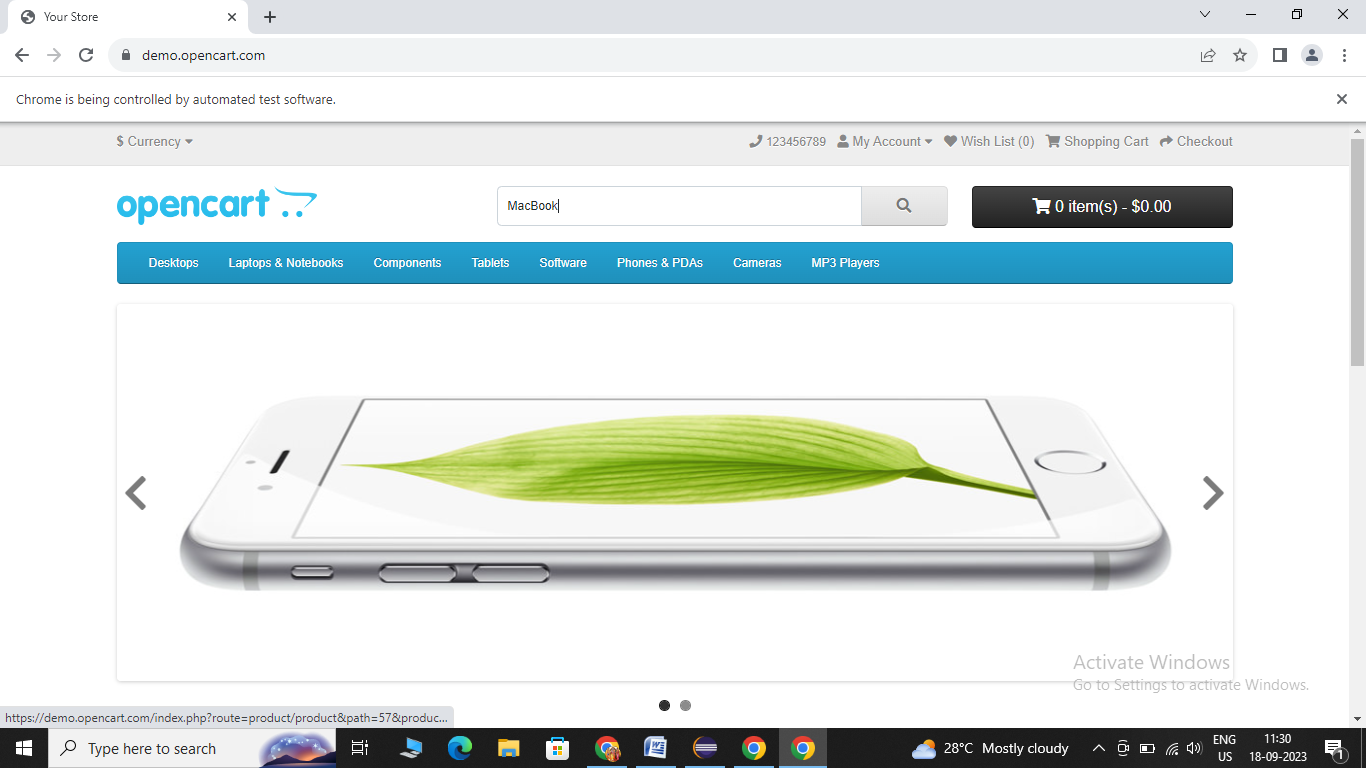 Your Store
demo.opencart.com
Chrome is being controlled by automated test software.
$ Currency
123456789 My Account Wish List (0) Shopping Cart Checkout
opencart
MacBook
0 item(s) - $0.00
Desktops Laptops & Notebooks Components Tablets Software Phones & PDAs Cameras MP3 Players
Activate Windows
Go to Settings to activate Windows.
https://demo.opencart.com/index.php?route=product/product&path=57&produc...
Type here to search
28°C Mostly cloudy
ENG
US
11:30
18-09-2023
1